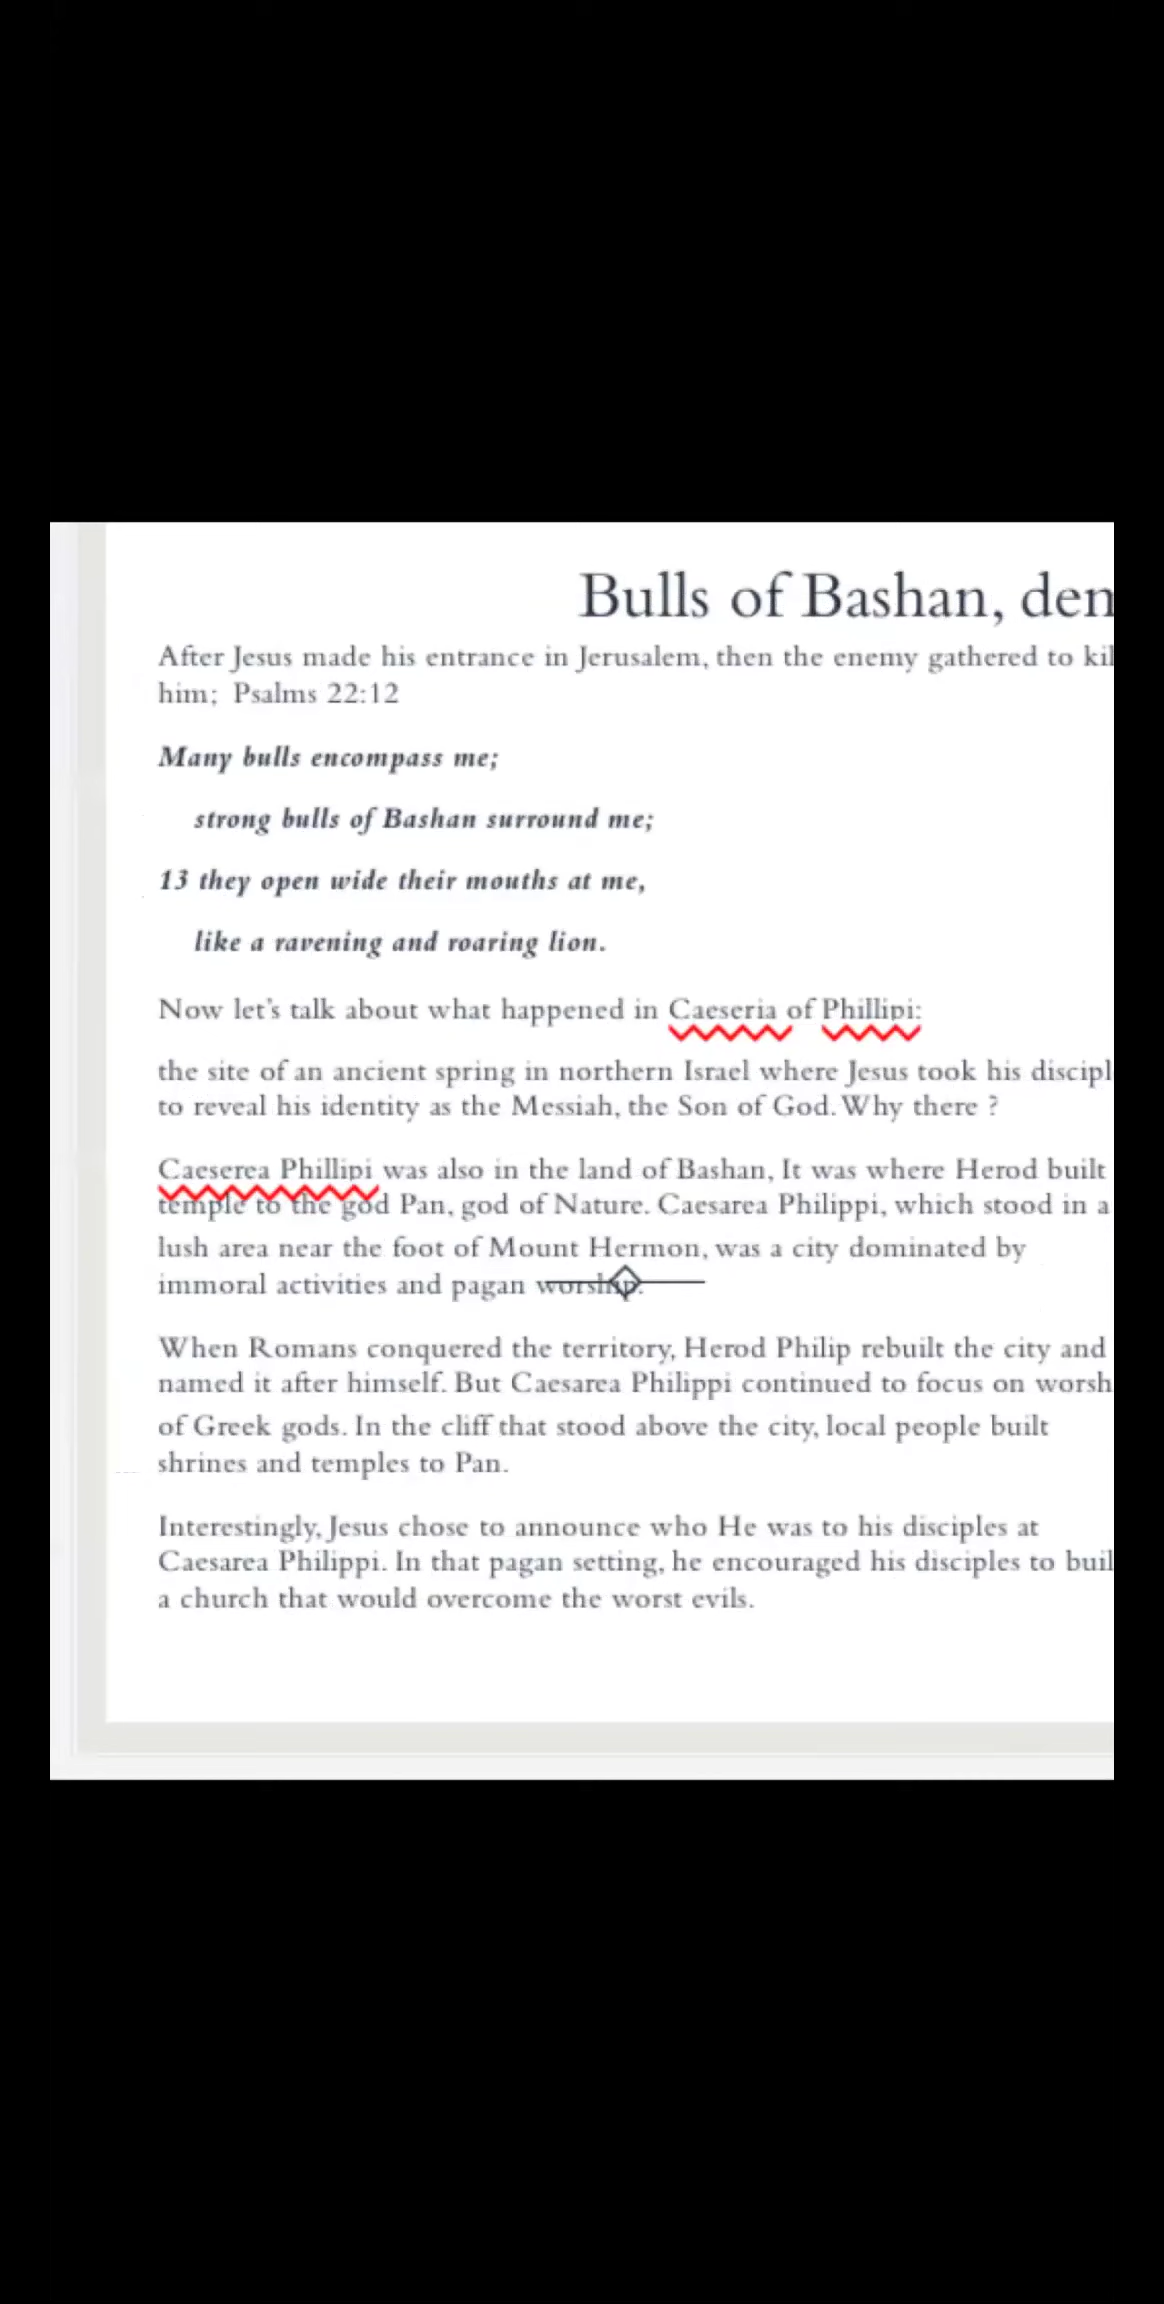 Bulls of Bashan, dem
After Jesus made his entrance in Jerusalem, then the enemy gathered to kil
him; Psalms 22:12
Many bulls encompass me;
strong bulls of Bashan surround me;
13 they open wide their mouths at me,
like a ravening and roaring lion.
Now let's talk about what happened in Caeseria of Phillipi:
the site of an ancient spring in northern Israel where Jesus took his discipl
to reveal his identity as the Messiah, the Son of God. Why there ?
Caeserea Phillipi was also in the land of Bashan, It was where Herod built
temple to the god Pan, god of Nature. Caesarea Philippi, which stood in a
lush area near the foot of Mount Hermon, was a city dominated by
immoral activities and pagan worship.
When Romans conquered the territory, Herod Philip rebuilt the city and
named it after himself. But Caesarea Philippi continued to focus on worsh
of Greek gods. In the cliff that stood above the city, local people built
shrines and temples to Pan.
Interestingly, Jesus chose to announce who He was to his disciples at
Caesarea Philippi. In that pagan setting, he encouraged his disciples to buil
a church that would overcome the worst evils.